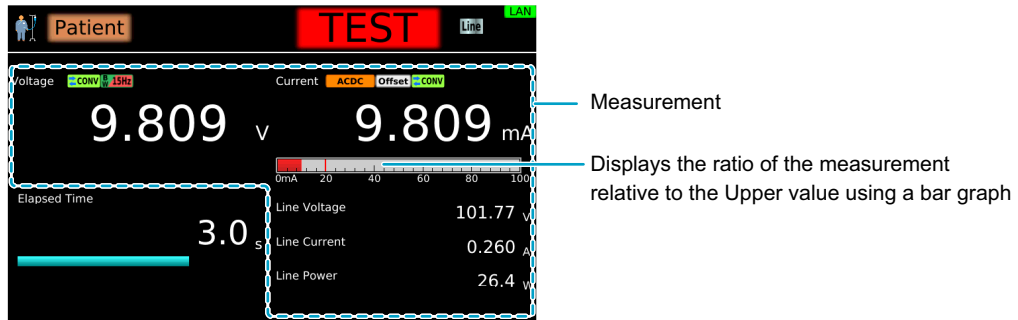 LAN
Patient TEST Line
Voltage CONV 15Hz Current ACDC Offset CONV
9.809 V 9.809 mA
Measurement
Displays the ratio of the measurement
relative to the Upper value using a bar graph
0mA 20 40 60 80 100
Elapsed Time
3.0 s
Line Voltage 101.77 V
Line Current 0.260 A
Line Power 26.4 W